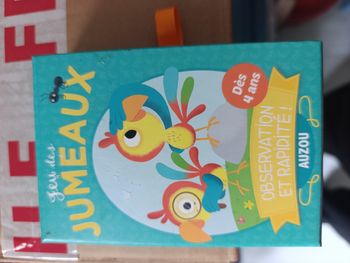 Jeu des
JUMEAUX
Dès
4 ans
OBSERVATION
ET RAPIDITÉ !
AUZOU